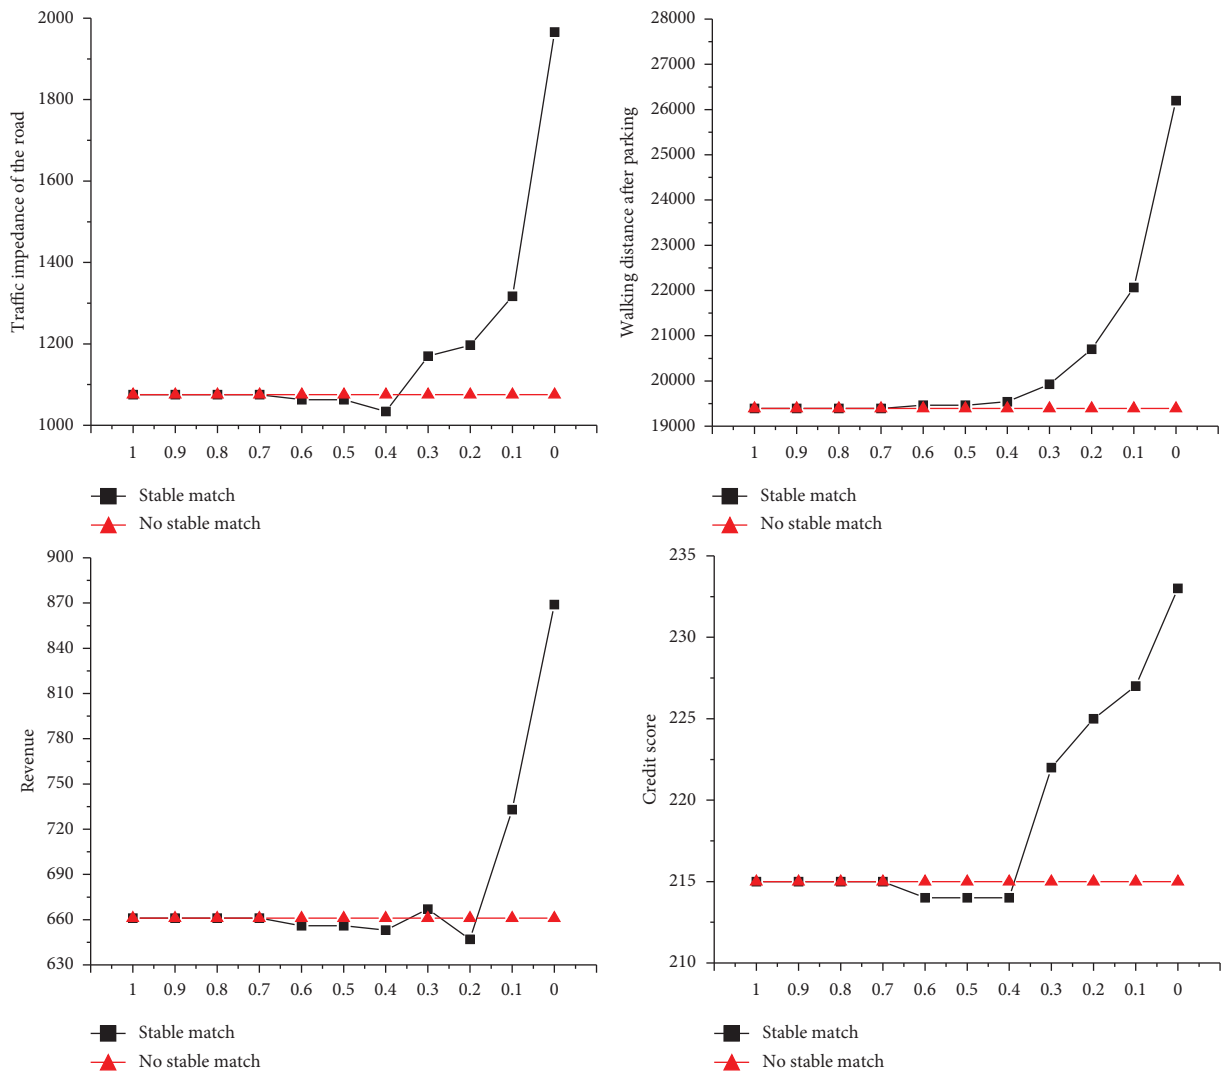 Traffic impedance of the road
2000
1800
1600
1400
1200
1000
1 0.9 0.8 0.7 0.6 0.5 0.4 0.3 0.2 0.1 0
Stable match
No stable match
Walking distance after parking
28000
27000
26000
25000
24000
23000
22000
21000
20000
19000
1 0.9 0.8 0.7 0.6 0.5 0.4 0.3 0.2 0.1 0
Stable match
No stable match
Revenue
900
870
840
810
780
750
720
690
660
630
1 0.9 0.8 0.7 0.6 0.5 0.4 0.3 0.2 0.1 0
Stable match
No stable match
Credit score
235
230
225
220
215
210
1 0.9 0.8 0.7 0.6 0.5 0.4 0.3 0.2 0.1 0
Stable match
No stable match